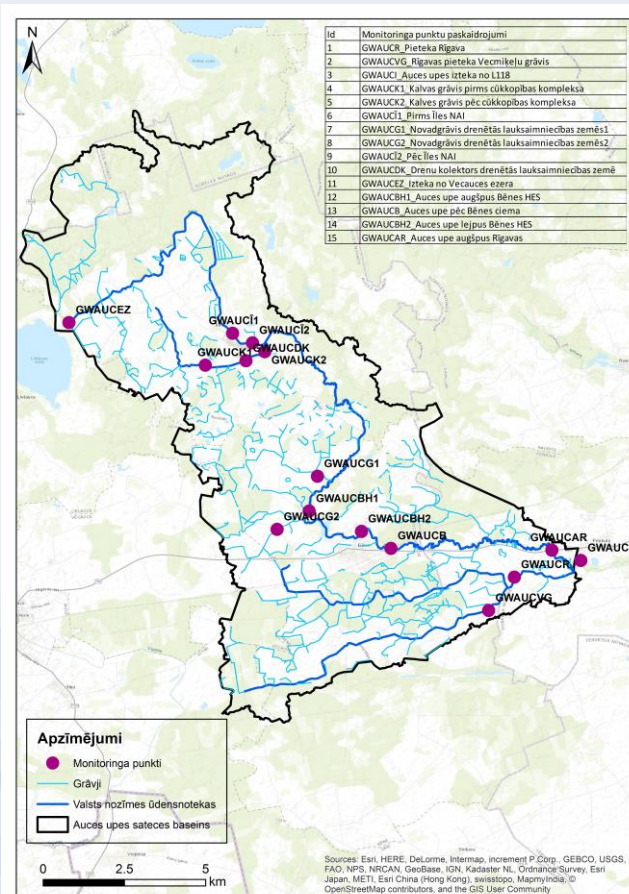 N
Id Monitoringa punktu paskaidrojumi
1 GWAUCR_Pieteka Rīgava
2 GWAUCVG_Rīgavas pieteka Vecmiķeļu grāvis
3 GWAUCI_Auces upes izteka no L118
4 GWAUCK1_Kalvas grāvis pirms cūkkopības kompleksa
5 GWAUCK2_Kalves grāvis pēc cūkkopības kompleksa
6 GWAUCĪ1_Pirms Īles NAI
7 GWAUCG1_Novadgrāvis drenētās lauksaimniecības zemēs1
8 GWAUCG2_Novadgrāvis drenētās lauksaimniecības zemēs2
9 GWAUCĪ2_Pēc Īles NAI
10 GWAUCDK_Drenu kolektors drenētās lauksaimniecības zemē
11 GWAUCEZ_Izteka no Vecauces ezera
12 GWAUCBH1_Auces upe augšpus Bēnes HES
13 GWAUCB_Auces upe pēc Bēnes ciema
14 GWAUCBH2_Auces upe lejpus Bēnes HES
15 GWAUCAR_Auces upe augšpus Rīgavas
GWAUCEZ
GWAUCĪ1
GWAUCĪ2
GWAUCDK
GWAUCK1
GWAUCK2
GWAUCG1
GWAUCBH1
GWAUCG2
GWAUCBH2
GWAUCB
GWAUCAR
GWAUC
GWAUCR
GWAUCVG
Apzīmējumi
Monitoringa punkti
Grāvji
Valsts nozīmes ūdensnotekas
Auces upes sateces baseins
0 2.5 5
km
Sources: Esri, HERE, DeLorme, Intermap, increment P Corp., GEBCO, USGS,
FAO, NPS, NRCAN, GeoBase, IGN, Kadaster NL, Ordnance Survey, Esri
Japan, METI, Esri China (Hong Kong), swisstopo, MapmyIndia, ©
OpenStreetMap contributors, and the GIS User Community